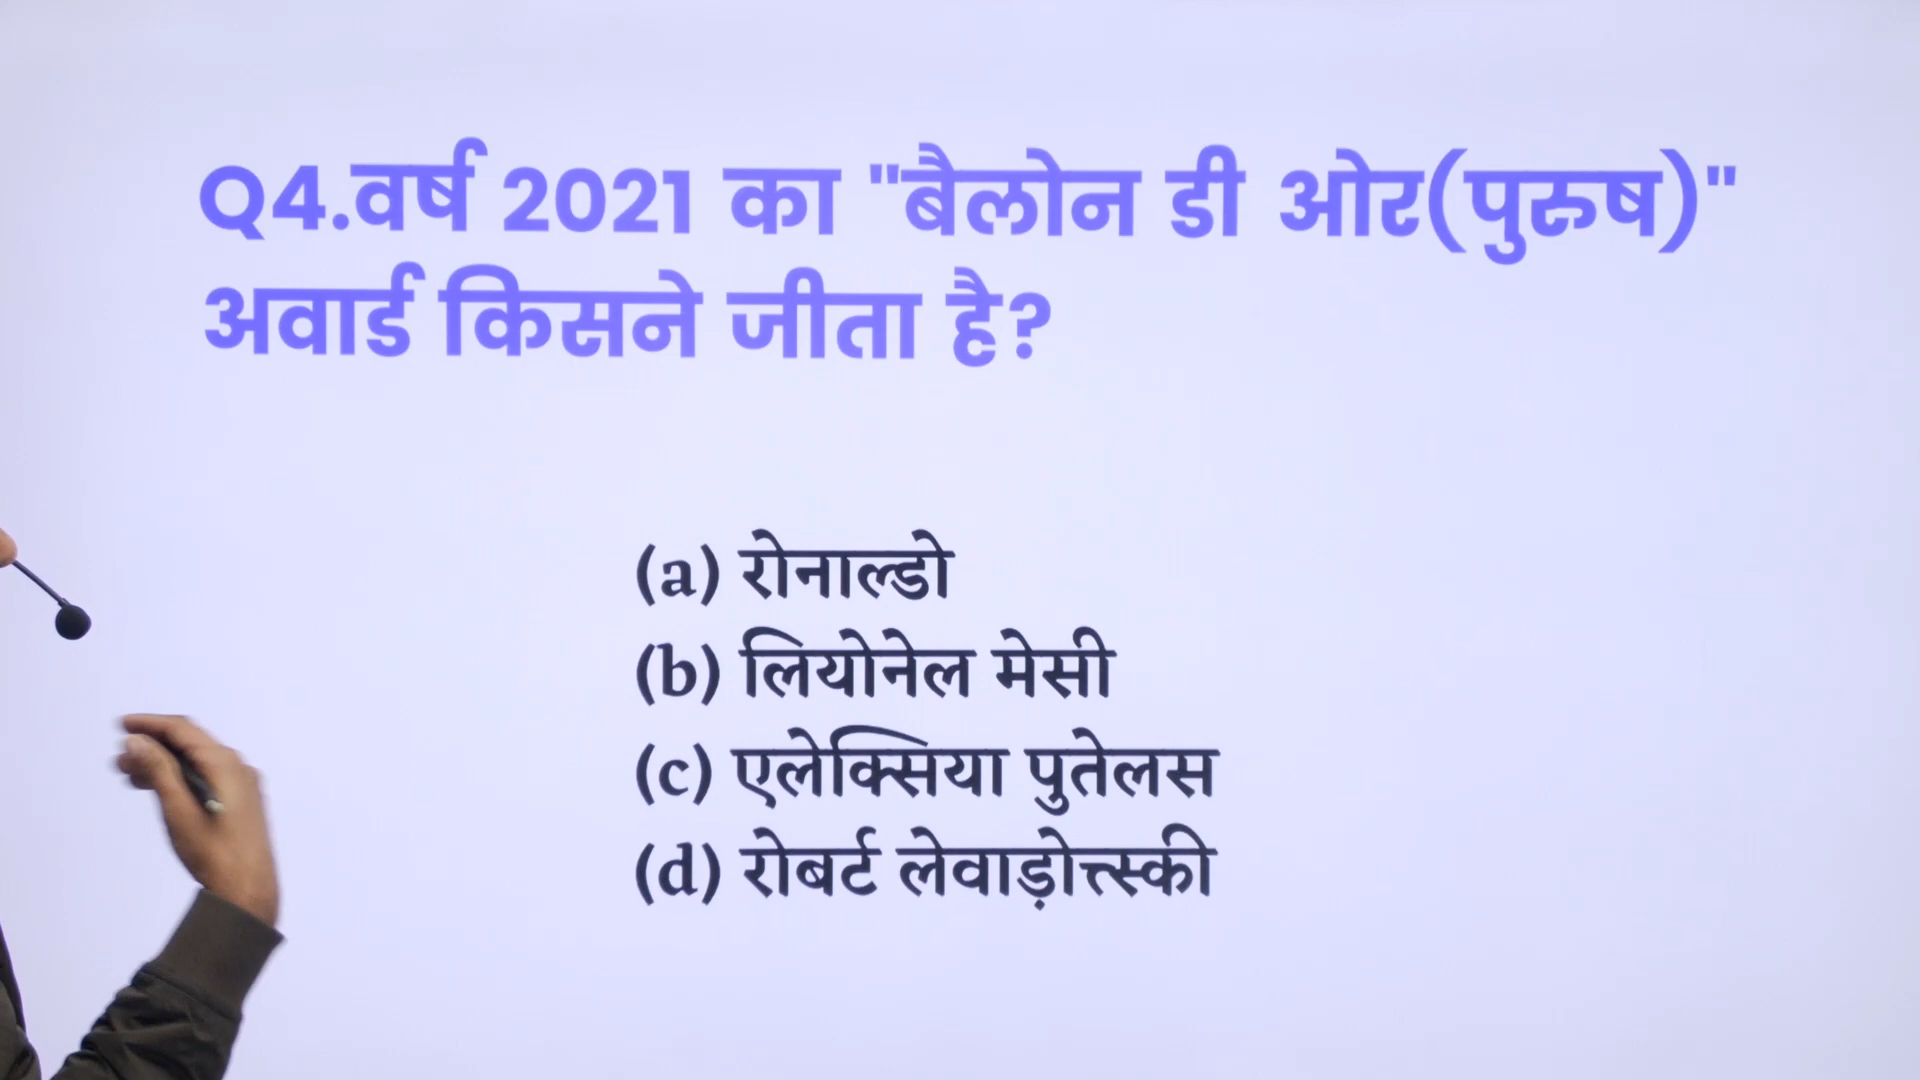 Q4.वर्ष 2021 का "बैलोन डी ओर(पुरुष)"
अवार्ड किसने जीता है?
(a) रोनाल्डो
(b) लियोनेल मेसी
(c) एलेक्सिया पुतेलस
(d) रोबर्ट लेवाड़ोत्त्स्की